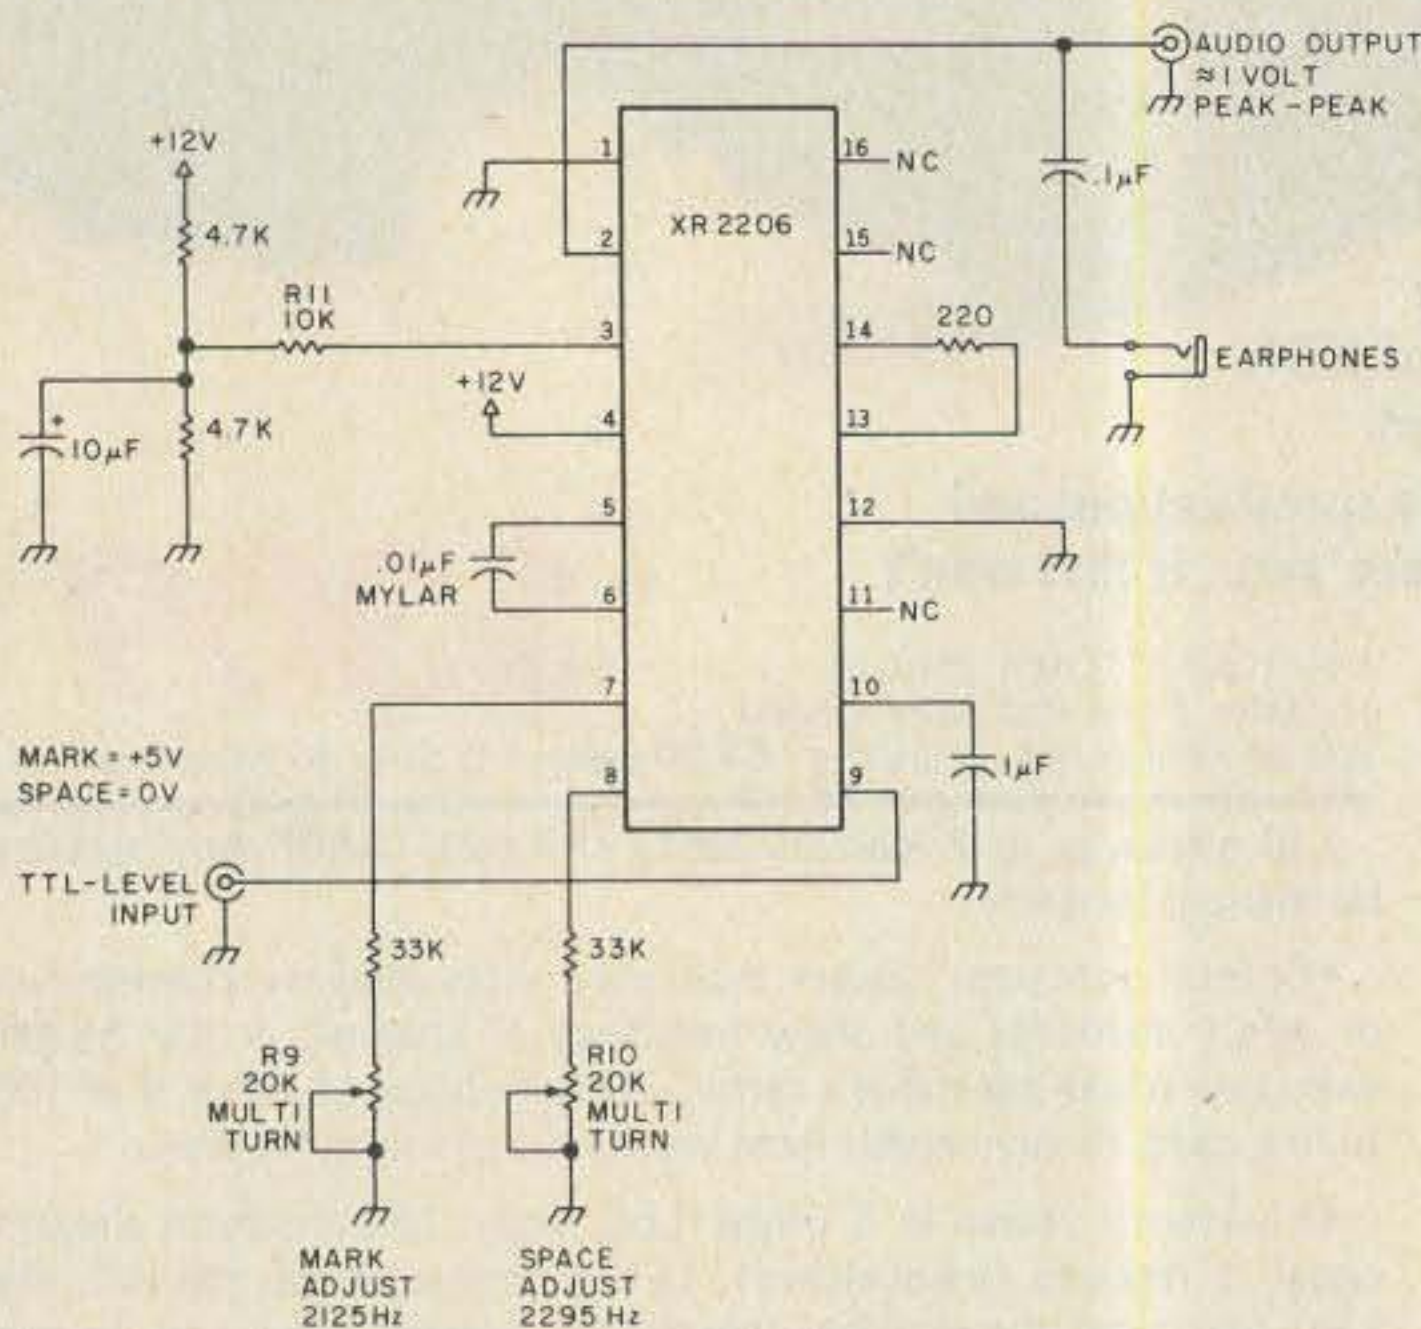 AUDIO OUTPUT
≈1 VOLT
PEAK-PEAK
+12V
4.7K
R11
10K
+12V
10µF
+
4.7K
1
2
3
4
5
6
7
8
XR 2206
16
NC
15
NC
14
220
13
12
11
NC
10
9
.1µF
EARPHONES
.01µF
MYLAR
1µF
MARK = +5V
SPACE = 0V
TTL-LEVEL
INPUT
33K
33K
R9
20K
MULTI
TURN
R10
20K
MULTI
TURN
MARK
ADJUST
2125Hz
SPACE
ADJUST
2295 Hz